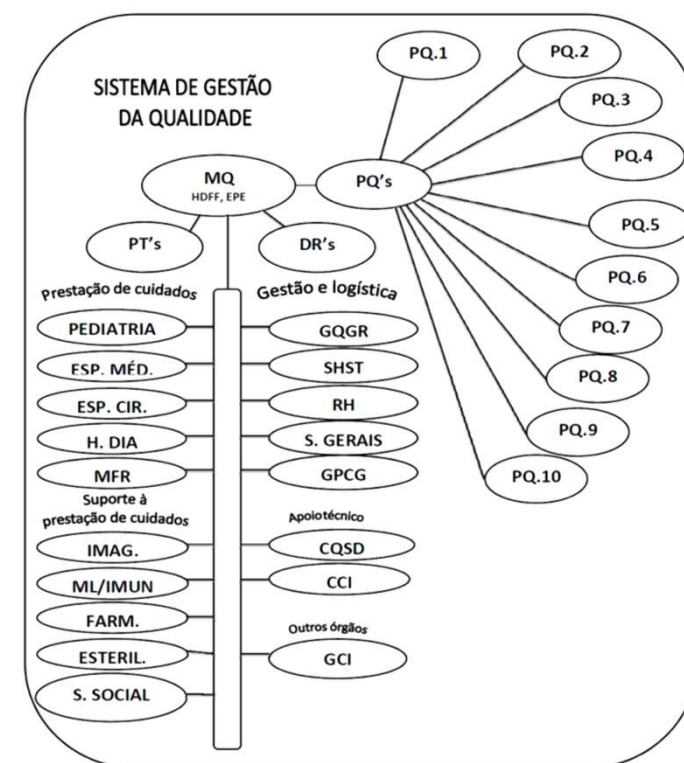 SISTEMA DE GESTÃO
DA QUALIDADE
PQ.1
PQ.2
PQ.3
PQ.4
PQ.5
PQ.6
PQ.7
PQ.8
PQ.9
PQ.10
MQ
HDFF, EPE
PQ's
PT's
DR's
Prestação de cuidados
PEDIATRIA
ESP. MÉD.
ESP. CIR.
H. DIA
MFR
Suporte à
prestação de cuidados
IMAG.
ML/IMUN
FARM.
ESTERIL.
S. SOCIAL
Gestão e logística
GQGR
SHST
RH
S. GERAIS
GPCG
Apoio técnico
CQSD
CCI
Outros órgãos
GCI